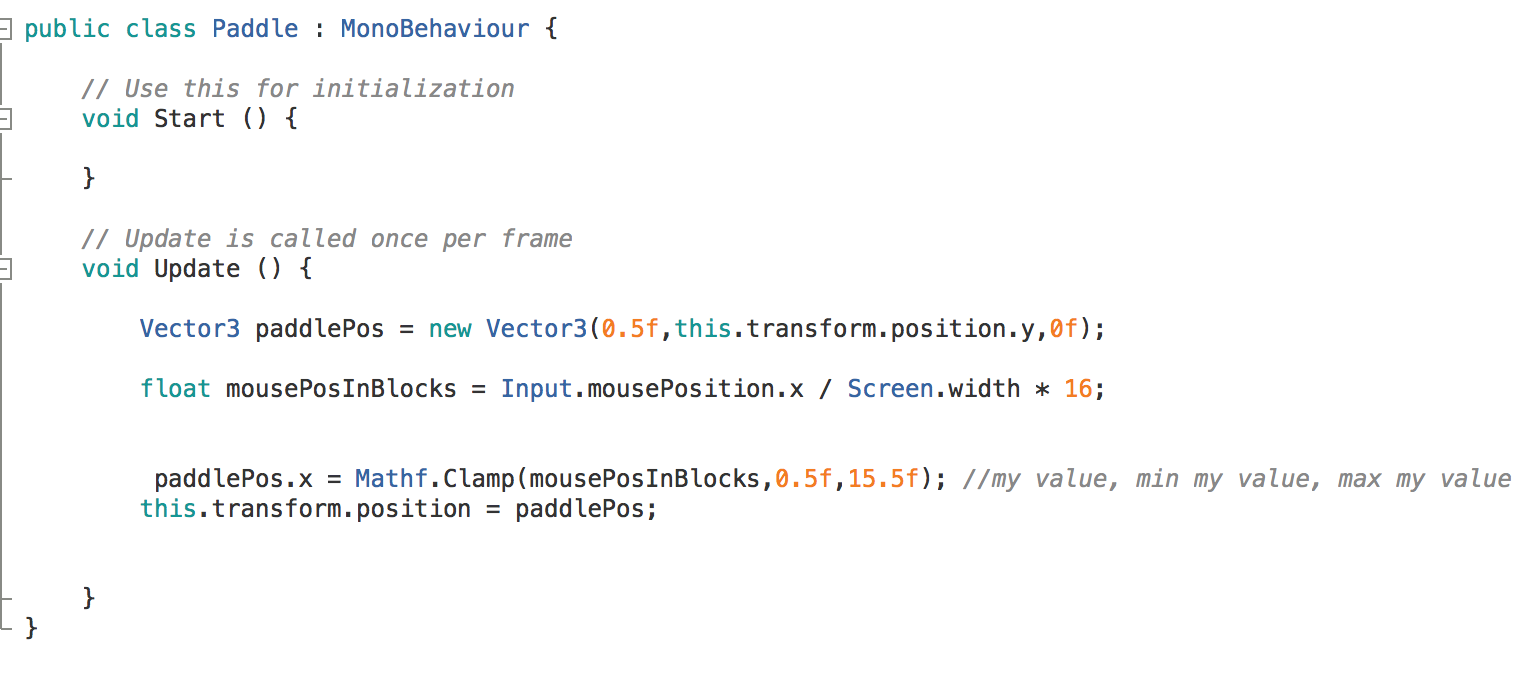 public class Paddle : MonoBehaviour {
// Use this for initialization
void Start () {
}
// Update is called once per frame
void Update () {
Vector3 paddlePos = new Vector3(0.5f,this.transform.position.y,0f);
float mousePosInBlocks = Input.mousePosition.x / Screen.width * 16;
paddlePos.x = Mathf.Clamp(mousePosInBlocks,0.5f,15.5f); //my value, min my value, max my value
this.transform.position = paddlePos;
}
}